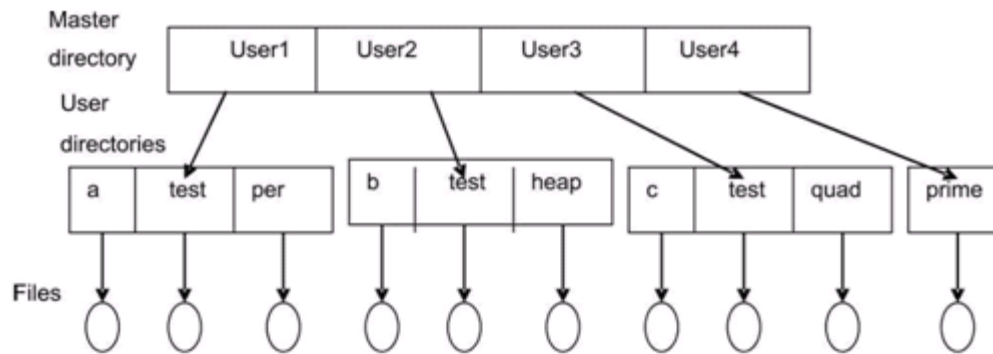 Master
directory
User1 User2 User3 User4
User
directories
a test per b test heap c test quad prime
Files